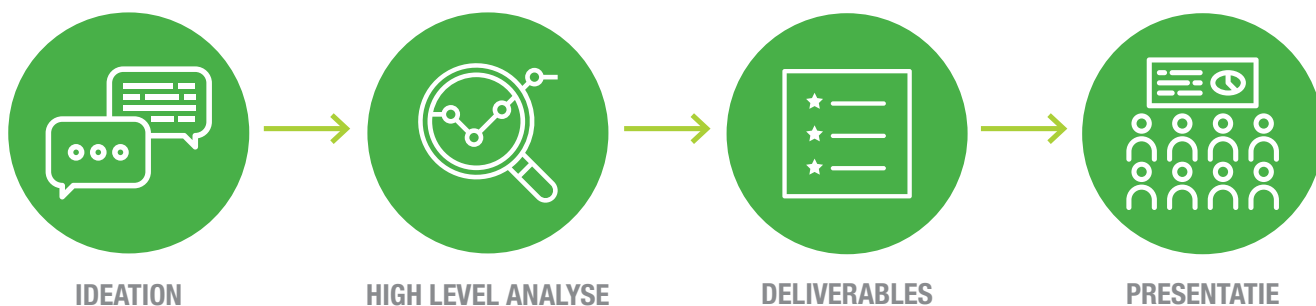 IDEATION
HIGH LEVEL ANALYSE
DELIVERABLES
PRESENTATIE